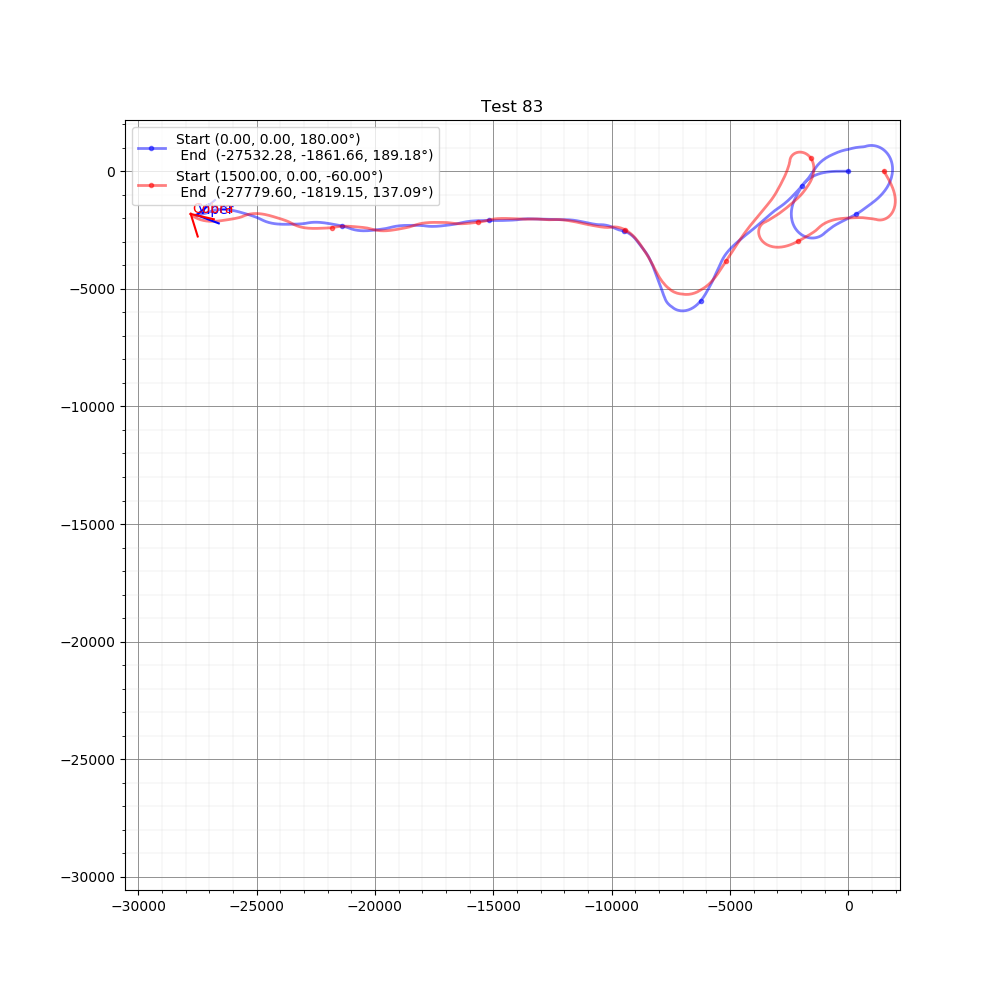 Test 83
Start (0.00, 0.00, 180.00°)
End (-27532.28, -1861.66, 189.18°)
Start (1500.00, 0.00, -60.00°)
End (-27779.60, -1819.15, 137.09°)
0
−5000
−10000
−15000
−20000
−25000
−30000
−30000 −25000 −20000 −15000 −10000 −5000 0